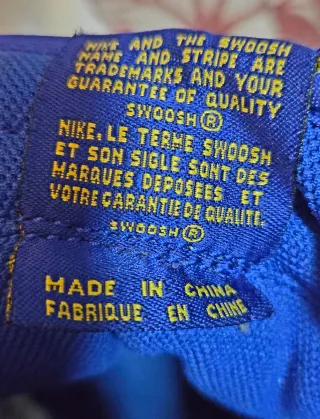 NIKE AND THE SWOOSH
NAME AND STRIPE ARE
TRADEMARKS AND YOUR
GUARANTEE OF QUALITY
SWOOSH®
NIKE, LE TERME SWOOSH
ET SON SIGLE SONT DES
MARQUES DEPOSEES ET
VOTRE GARANTIE DE QUALITE.
SWOOSH®
MADE IN CHINA
FABRIQUE EN CHINE